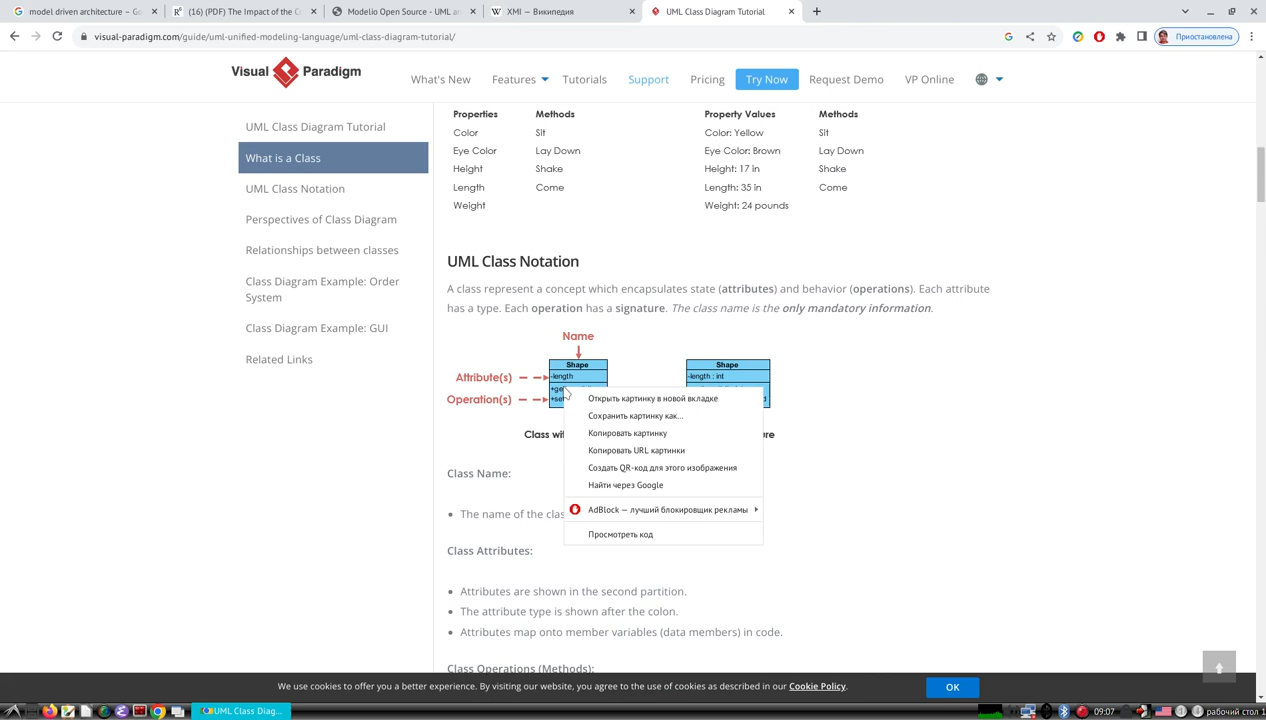 model driven architecture – Go
(16) (PDF) The Impact of the Co
Modelio Open Source - UML an
XMI — Википедия
UML Class Diagram Tutorial
visual-paradigm.com/guide/uml-unified-modeling-language/uml-class-diagram-tutorial/
Приостановлена
Visual Paradigm
What's New
Features
Tutorials
Support
Pricing
Try Now
Request Demo
VP Online
UML Class Diagram Tutorial
What is a Class
UML Class Notation
Perspectives of Class Diagram
Relationships between classes
Class Diagram Example: Order
System
Class Diagram Example: GUI
Related Links
Properties Methods Property Values Methods
Color Sit Color: Yellow Sit
Eye Color Lay Down Eye Color: Brown Lay Down
Height Shake Height: 17 in Shake
Length Come Length: 35 in Come
Weight Weight: 24 pounds
UML Class Notation
A class represent a concept which encapsulates state (attributes) and behavior (operations). Each attribute
has a type. Each operation has a signature. The class name is the only mandatory information.
Name
Shape Shape
Attribute(s) -length -length : int
+ge
Operation(s) +se
Class wi
Открыть картинку в новой вкладке
Сохранить картинку как...
Копировать картинку
Копировать URL картинки
Создать QR-код для этого изображения
Найти через Google
AdBlock — лучший блокировщик рекламы
Просмотреть код
Class Name:
The name of the clas
Class Attributes:
Attributes are shown in the second partition.
The attribute type is shown after the colon.
Attributes map onto member variables (data members) in code.
Class Operations (Methods):
We use cookies to offer you a better experience. By visiting our website, you agree to the use of cookies as described in our Cookie Policy.
OK
UML Class Diag...
09:07
рабочий стол 1